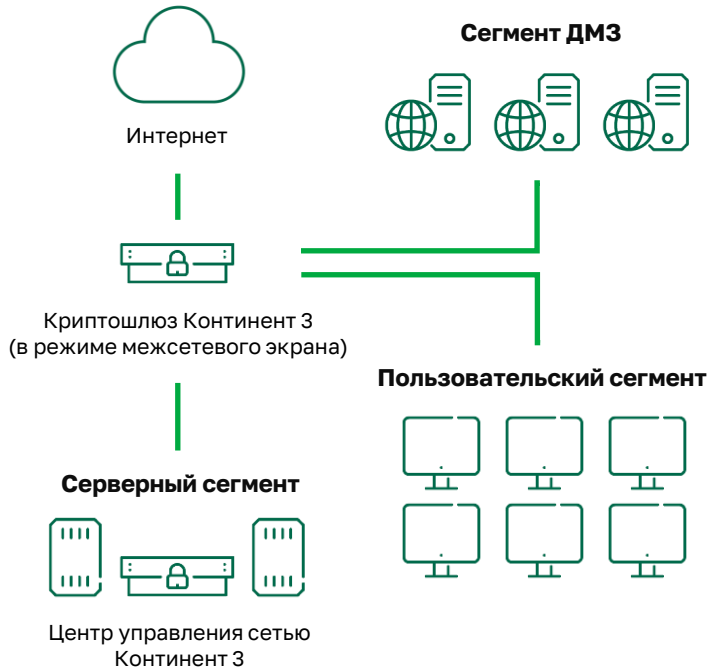 Сегмент ДМЗ
Интернет
Криптошлюз Континент 3
(в режиме межсетевого экрана)
Пользовательский сегмент
Серверный сегмент
Центр управления сетью
Континент 3